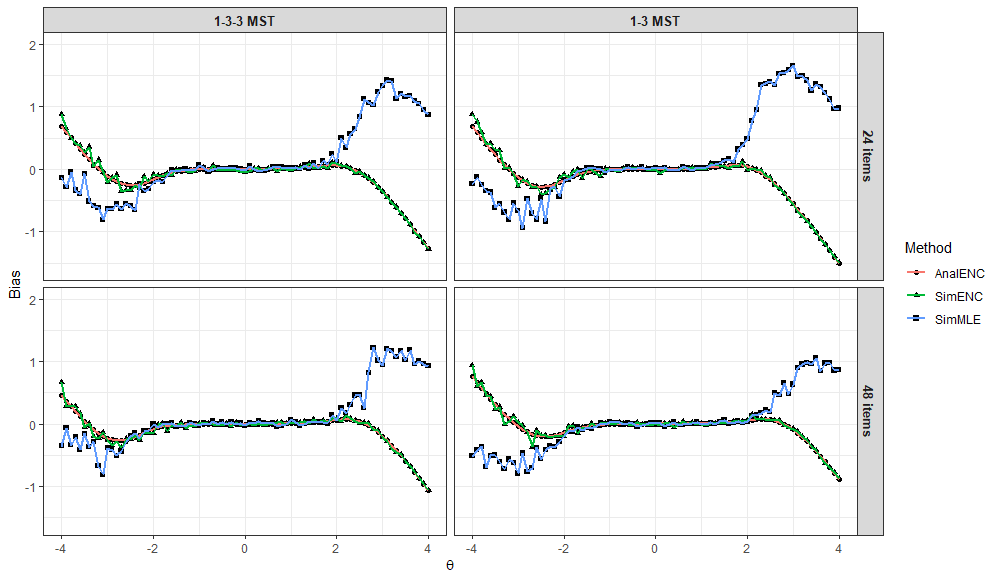 1-3-3 MST
1-3 MST
2
1
0
-1
24 items
2
1
0
-1
48 items
-4
-2
0
2
4
-4
-2
0
2
4
θ
Bias
Method
AnalENC
SimENC
SimMLE